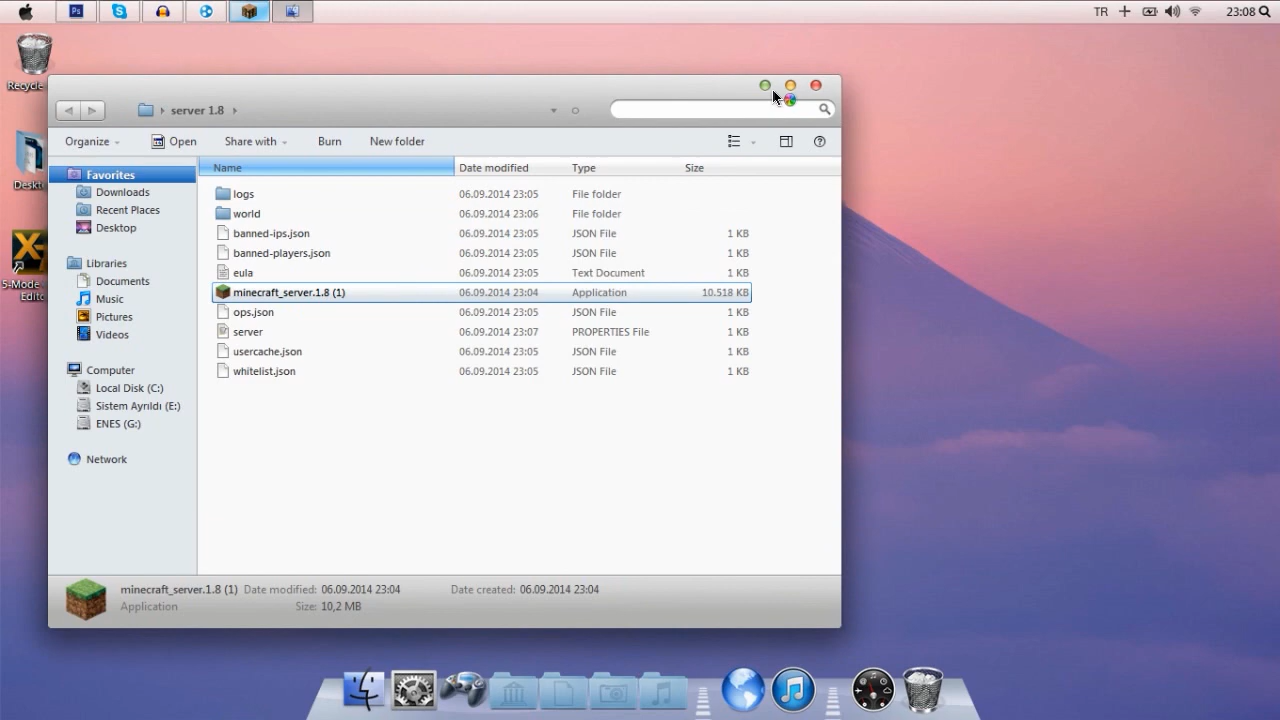 Ps
TR
23:08
Recycle
server 1.8
Organize
Open
Share with
Burn
New folder
Name
Date modified
Type
Size
Favorites
Downloads
Recent Places
Desktop
Libraries
Documents
Music
Pictures
Videos
Computer
Local Disk (C:)
Sistem Ayrıldı (E:)
ENES (G:)
Network
logs 06.09.2014 23:05 File folder
world 06.09.2014 23:06 File folder
banned-ips.json 06.09.2014 23:05 JSON File 1 KB
banned-players.json 06.09.2014 23:05 JSON File 1 KB
eula 06.09.2014 23:05 Text Document 1 KB
minecraft_server.1.8 (1) 06.09.2014 23:04 Application 10.518 KB
ops.json 06.09.2014 23:05 JSON File 1 KB
server 06.09.2014 23:07 PROPERTIES File 1 KB
usercache.json 06.09.2014 23:05 JSON File 1 KB
whitelist.json 06.09.2014 23:05 JSON File 1 KB
Deskt
5-Mode
Edito
minecraft_server.1.8 (1) Date modified: 06.09.2014 23:04 Date created: 06.09.2014 23:04
Application Size: 10,2 MB